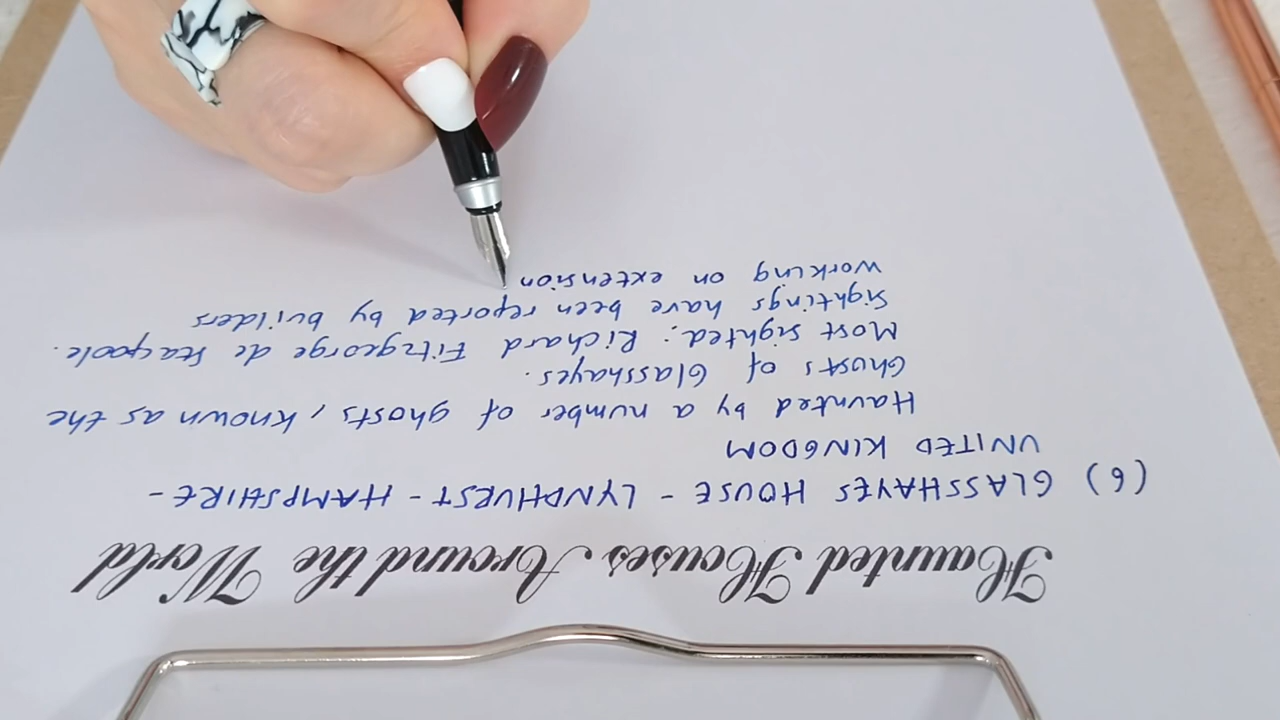 Haunted Houses Around the World
(6) GLASSHAYES HOUSE - LYNDHURST - HAMPSHIRE -
UNITED KINGDOM
Haunted by a number of ghosts, known as the
Ghosts of Glasshayes.
Most sighted: Richard Fitzgeorge de Stacpoole.
Sightings have been reported by builders
working on extension